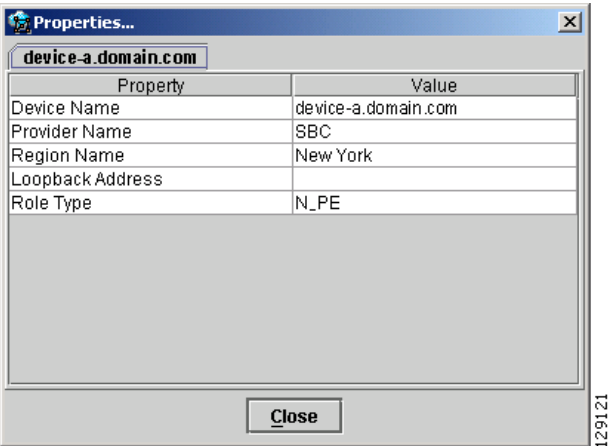 Properties...
device-a.domain.com
Property Value
Device Name device-a.domain.com
Provider Name SBC
Region Name New York
Loopback Address
Role Type N_PE
Close
129121